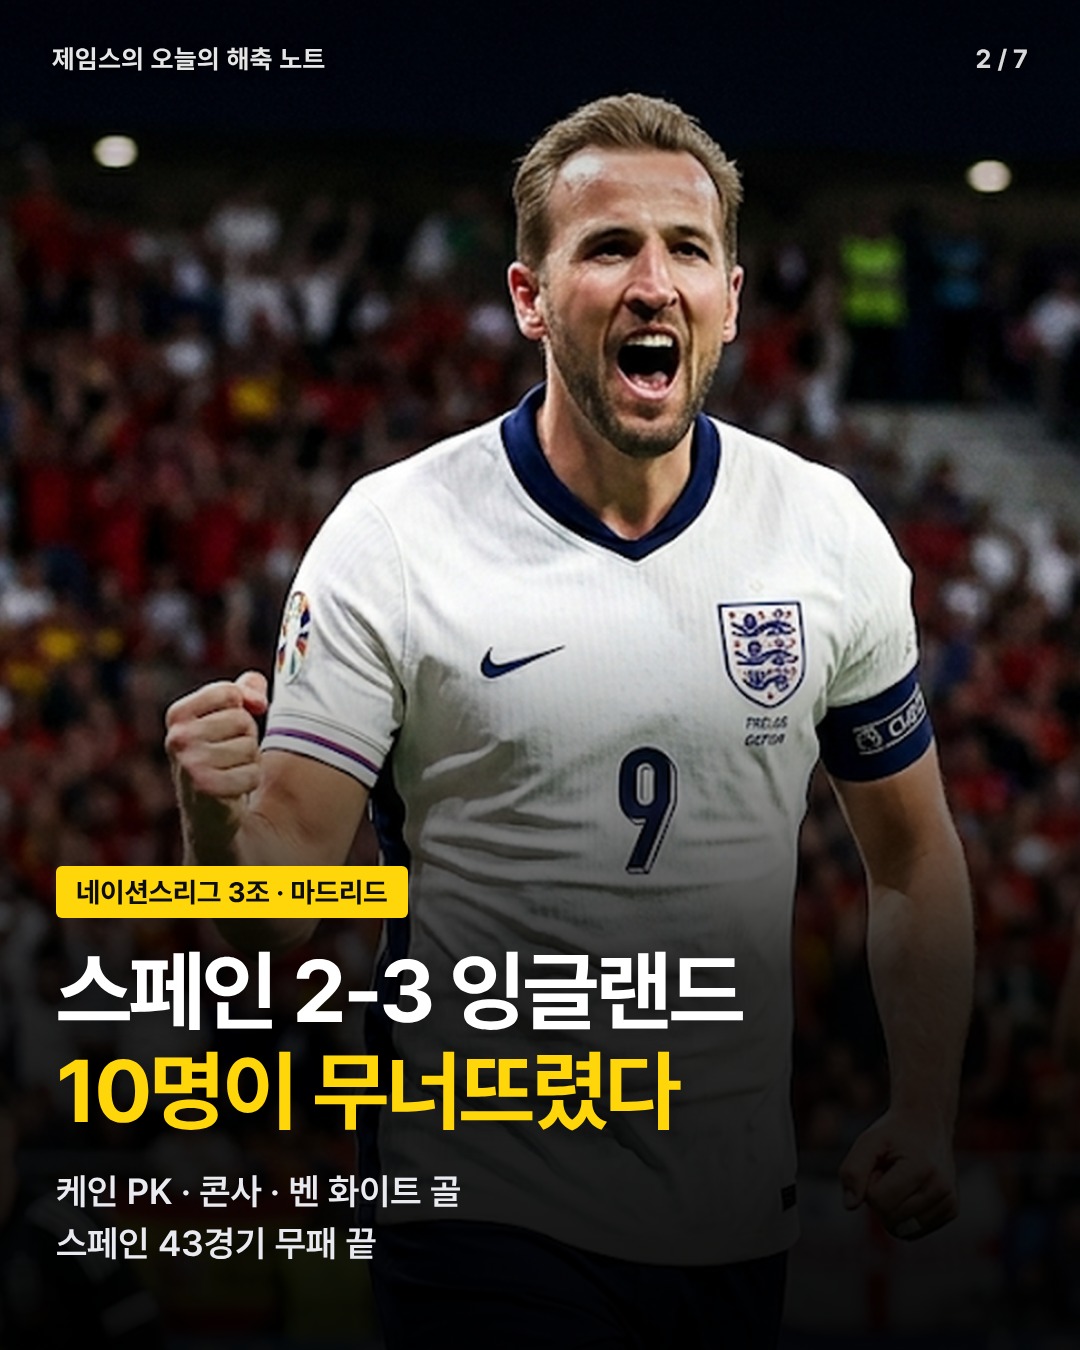 제임스의 오늘의 해축 노트
2 / 7
9
네이션스리그 3조 · 마드리드
스페인 2-3 잉글랜드
10명이 무너뜨렸다
케인 PK · 콘사 · 벤 화이트 골
스페인 43경기 무패 끝